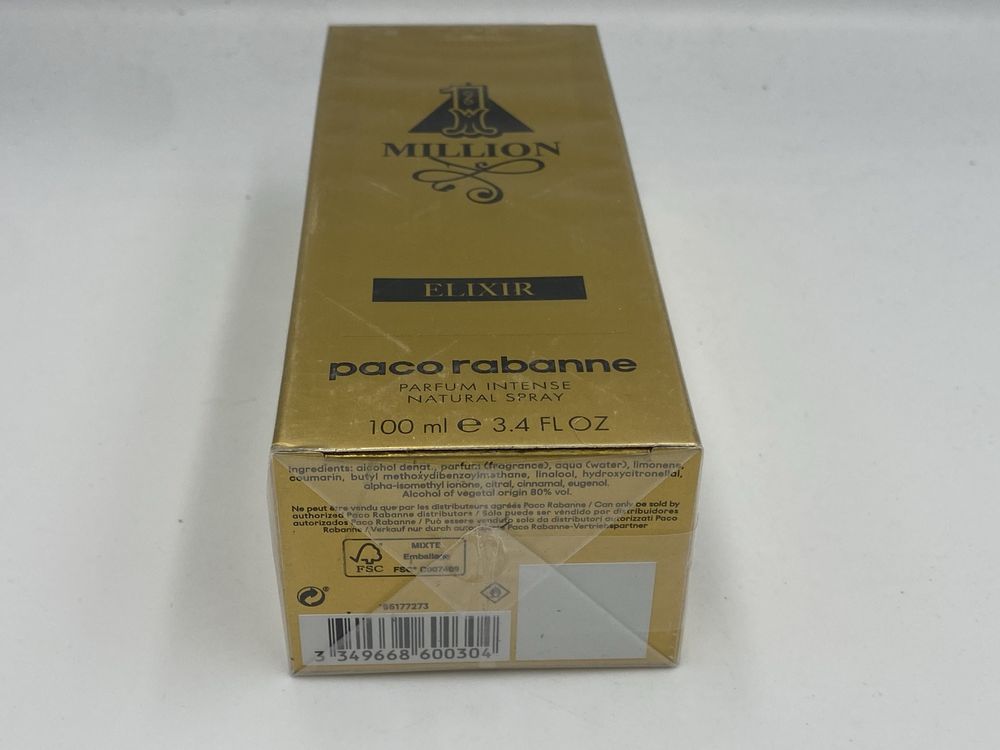 1
MILLION
ELIXIR
paco rabanne
PARFUM INTENSE
NATURAL SPRAY
100 ml e 3.4 FL OZ
Ingredients: alcohol denat., parfum (fragrance), aqua (water), limonene,
coumarin, butyl methoxydibenzoylmethane, linalool, hydroxycitronellal,
alpha-isomethyl ionone, citral, cinnamal, eugenol.
Alcohol of vegetal origin 80% vol.
Ne peut être vendu que par les distributeurs agréés Paco Rabanne / Can only be sold by
authorized Paco Rabanne distributors / Sólo puede ser vendido por distribuidores
autorizados Paco Rabanne / Può essere venduto solo da distributori autorizzati Paco
Rabanne / Verkauf nur durch Paco Rabanne-Vertriebspartner
FSC
MIXTE
Emballage
FSC® C007409
56177273
3 349668 600304